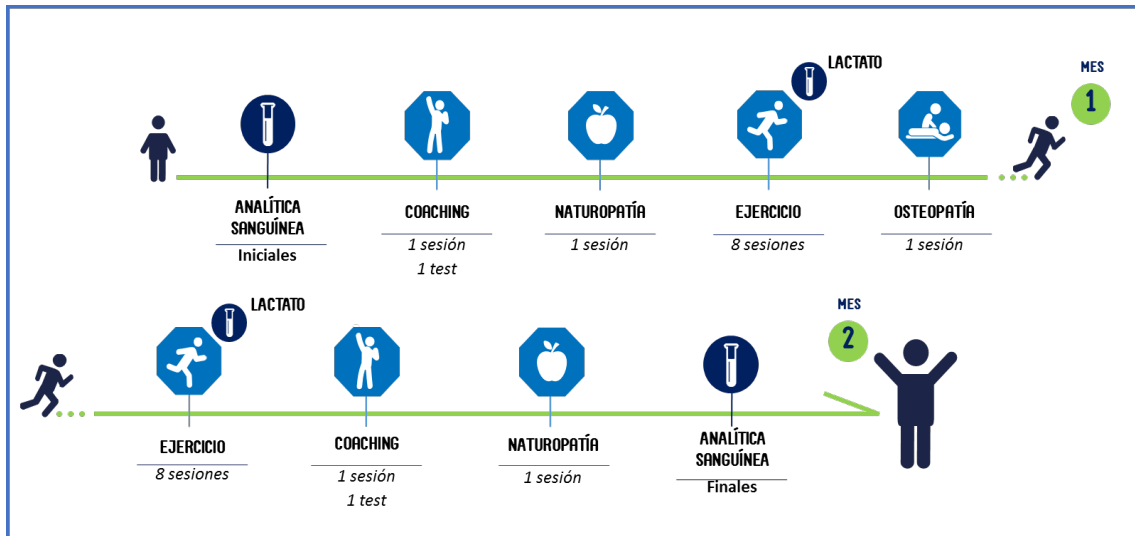 LACTATO
MES
1
ANALÍTICA
SANGUÍNEA
Iniciales
COACHING
1 sesión
1 test
NATUROPATÍA
1 sesión
EJERCICIO
8 sesiones
OSTEOPATÍA
1 sesión
LACTATO
MES
2
EJERCICIO
8 sesiones
COACHING
1 sesión
1 test
NATUROPATÍA
1 sesión
ANALÍTICA
SANGUÍNEA
Finales